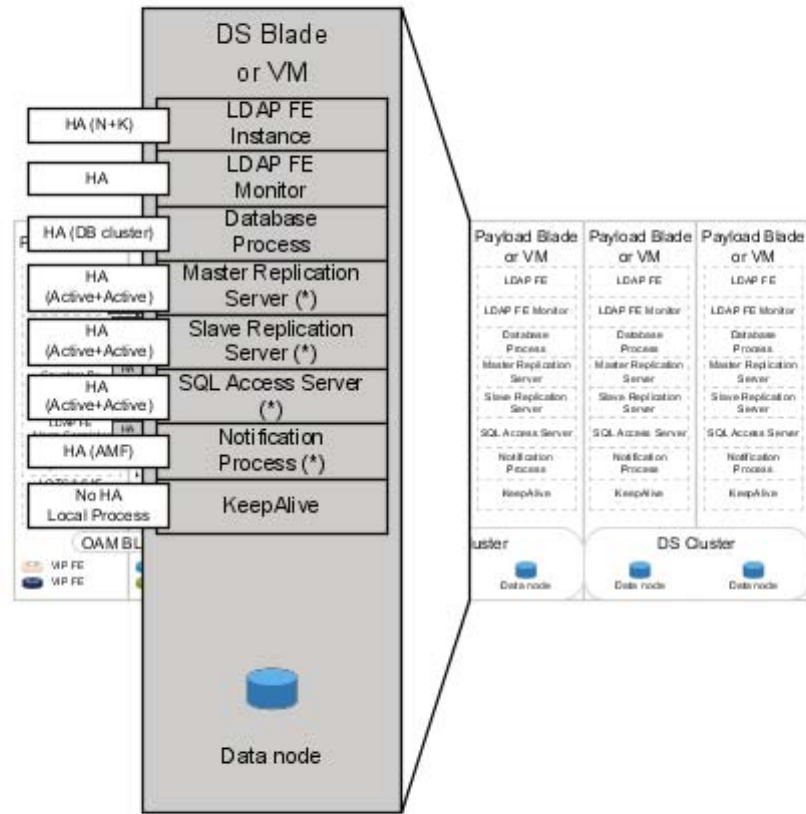 DS Blade
or VM
HA (N+K)
LDAP FE
Instance
HA
LDAP FE
Monitor
HA (DB cluster)
Database
Process
HA
(Active+Active)
Master Replication
Server (*)
HA
(Active+Active)
Slave Replication
Server (*)
HA
(Active+Active)
SQL Access Server
(*)
HA (AMF)
Notification
Process (*)
No HA
Local Process
KeepAlive
Data node
HA
HA
LDAP FE
OAM BL
VIP FE
VIP FE
Payload Blade
or VM
LDAP FE
LDAP FE Monitor
Database
Process
Master Replication
Server
Slave Replication
Server
SQL Access Server
Notification
Process
KeepAlive
Data node
Payload Blade
or VM
LDAP FE
LDAP FE Monitor
Database
Process
Master Replication
Server
Slave Replication
Server
SQL Access Server
Notification
Process
KeepAlive
Payload Blade
or VM
LDAP FE
LDAP FE Monitor
Database
Process
Master Replication
Server
Slave Replication
Server
SQL Access Server
Notification
Process
KeepAlive
DS Cluster
Data node
Data node